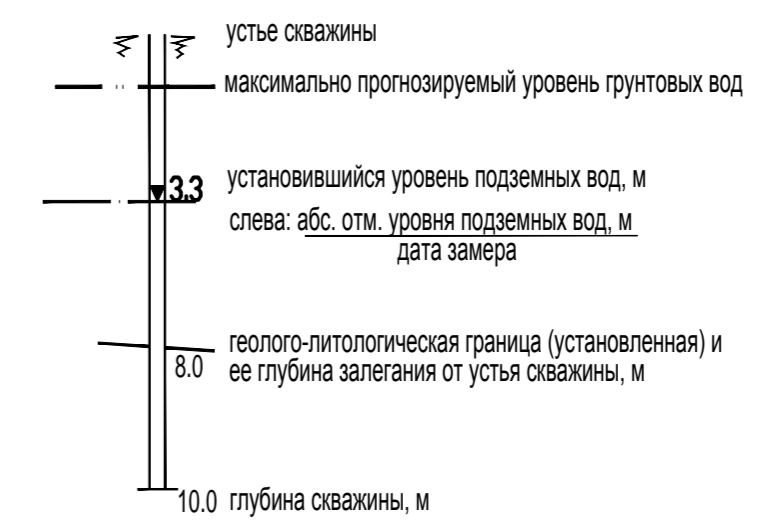 устье скважины
максимально прогнозируемый уровень грунтовых вод
3.3 установившийся уровень подземных вод, м
слева: абс. отм. уровня подземных вод, м
дата замера
геолого-литологическая граница (установленная) и
8.0 ее глубина залегания от устья скважины, м
10.0 глубина скважины, м